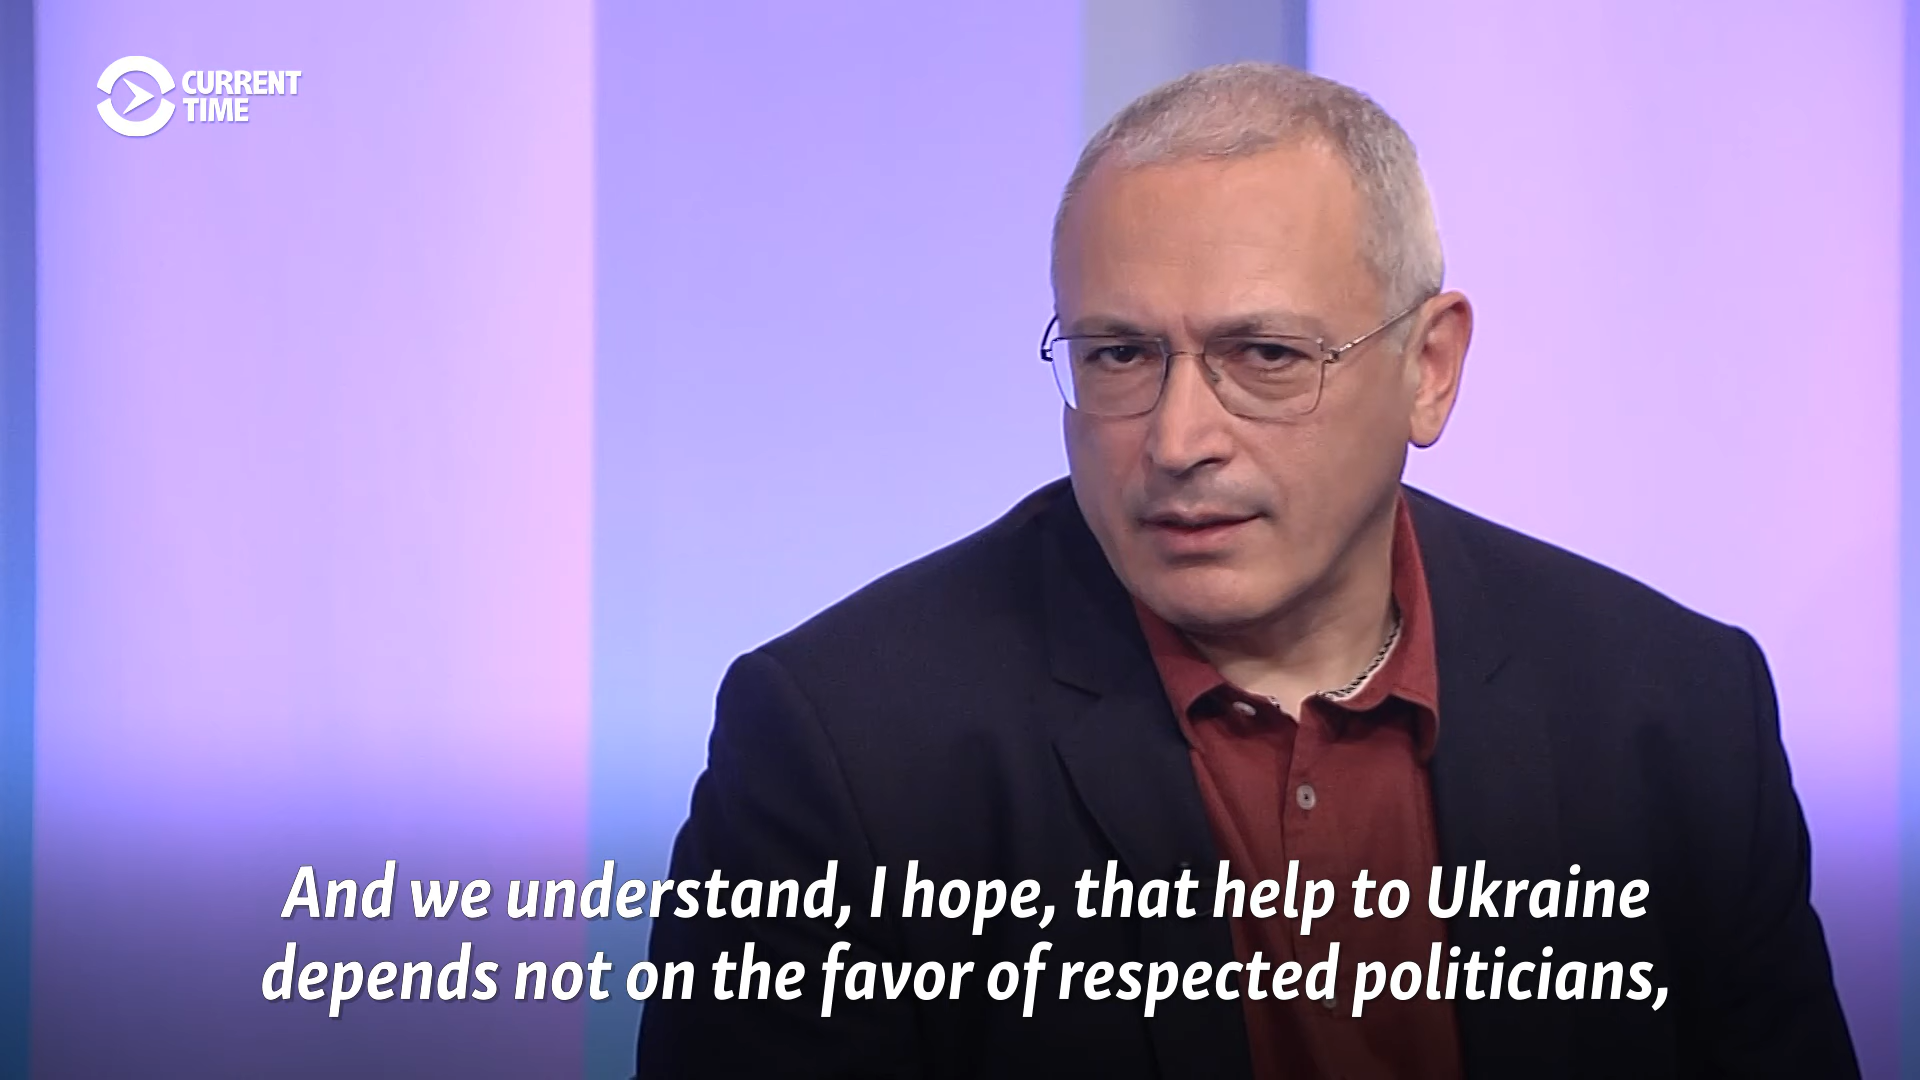 CURRENT
TIME
And we understand, I hope, that help to Ukraine
depends not on the favor of respected politicians,